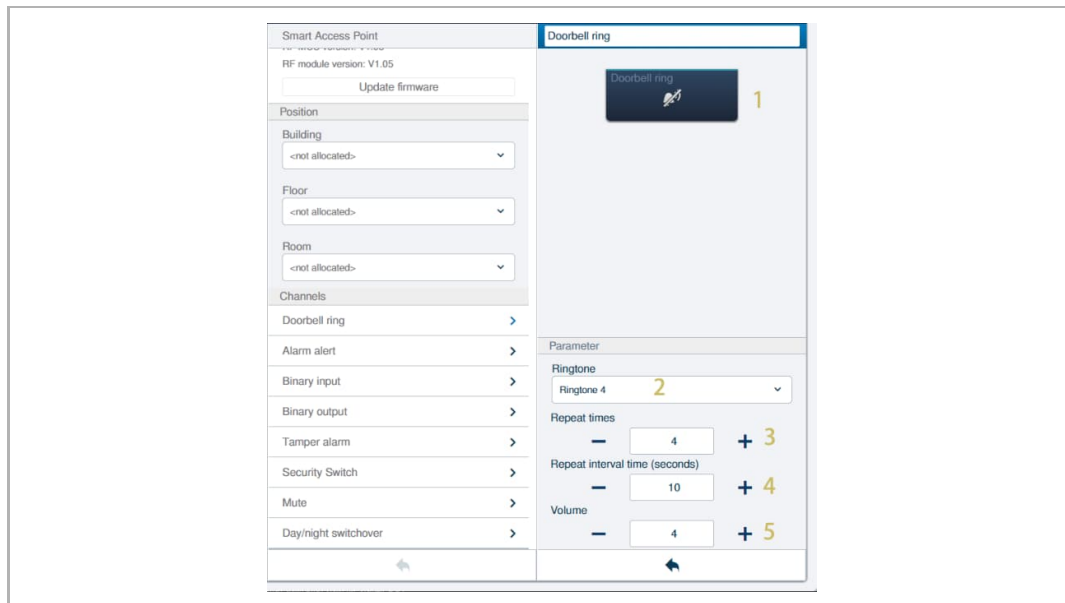 Smart Access Point
RF module version: V1.05
Update firmware
Position
Building
<not allocated>
Floor
<not allocated>
Room
<not allocated>
Channels
Doorbell ring
Alarm alert
Binary input
Binary output
Tamper alarm
Security Switch
Mute
Day/night switchover
Doorbell ring
Doorbell ring
1
Parameter
Ringtone
Ringtone 4 2
Repeat times
− 4 + 3
Repeat interval time (seconds)
− 10 + 4
Volume
− 4 + 5